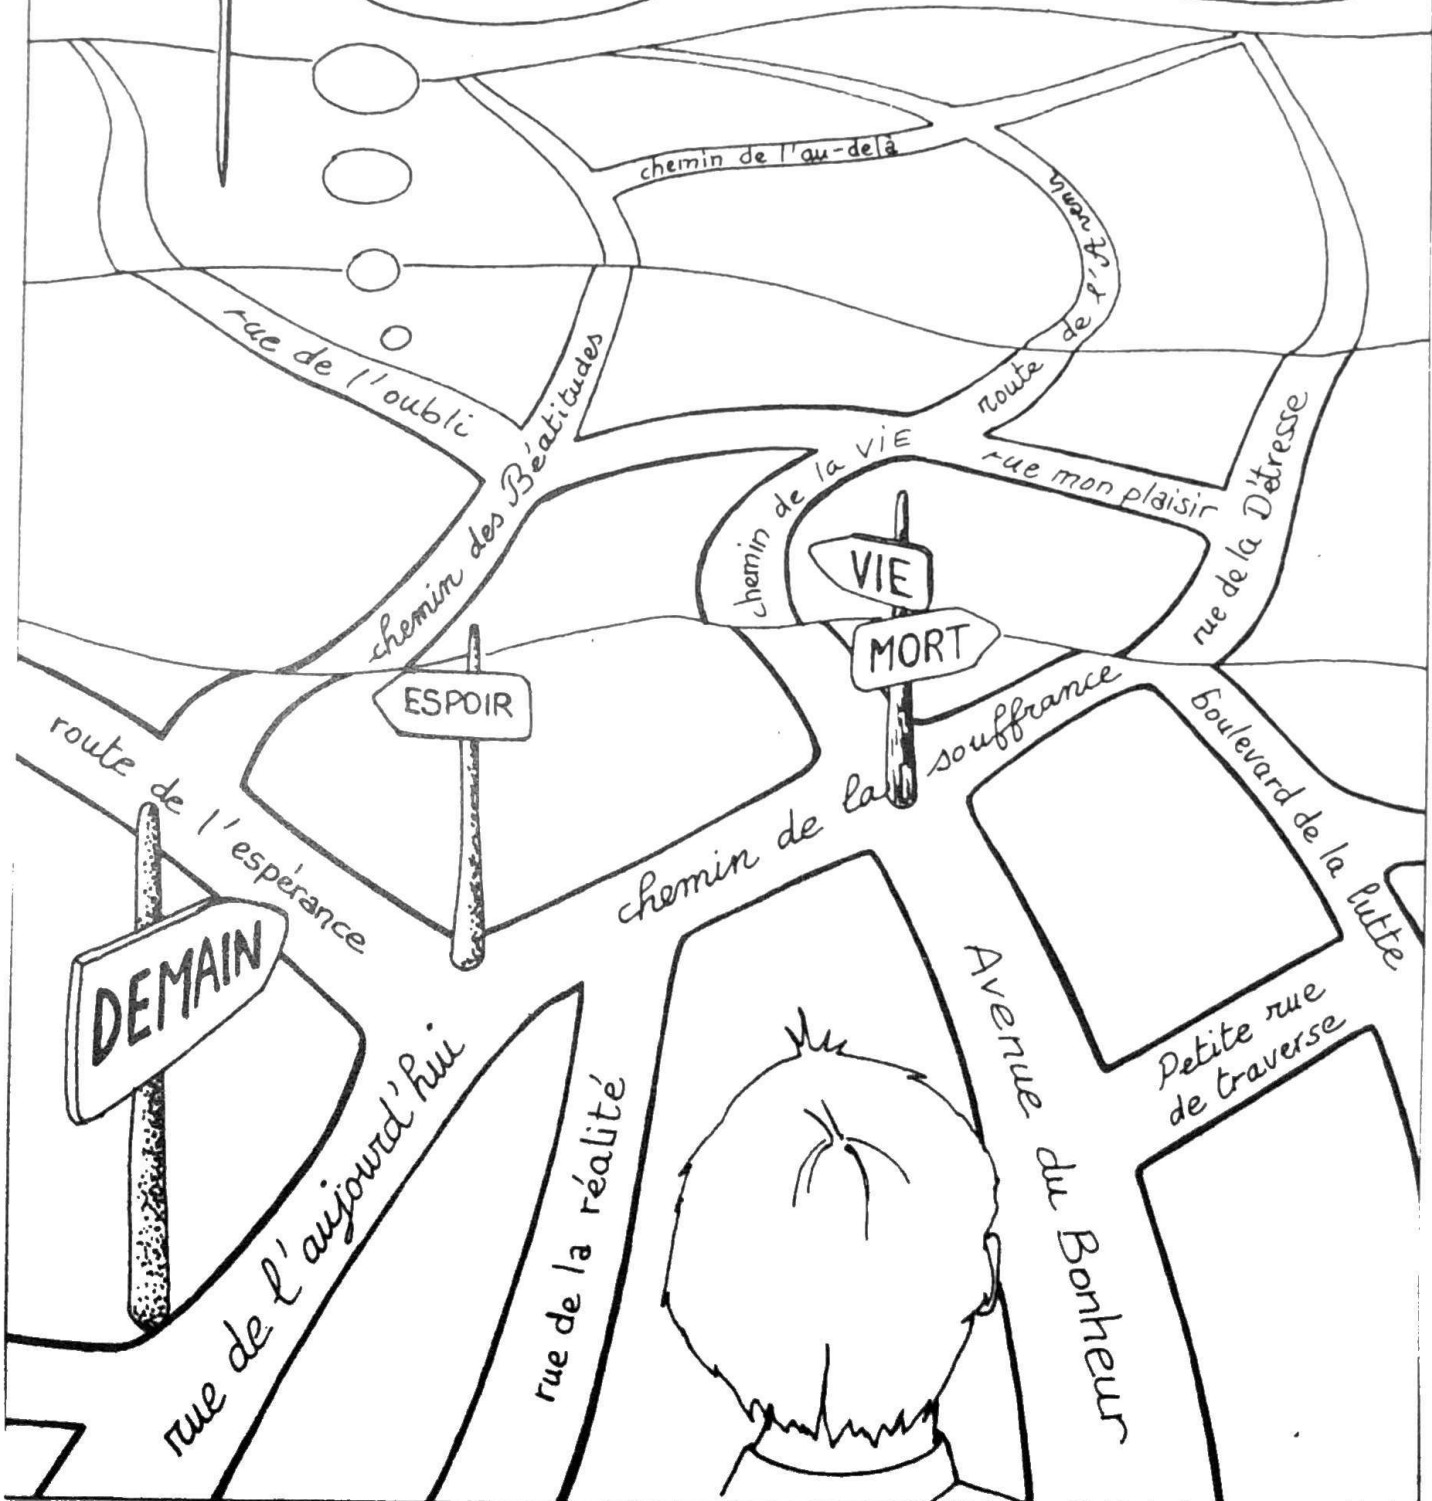 chemin de l'au-delà
route de l'Avenir
rue de l'oubli
chemin des Béatitudes
chemin de la VIE
rue mon plaisir
rue de la Détresse
VIE
MORT
ESPOIR
chemin de la souffrance
boulevard de la lutte
route de l'espérance
DEMAIN
Avenue du Bonheur
Petite rue
de traverse
rue de l'aujourd'hui
rue de la réalité